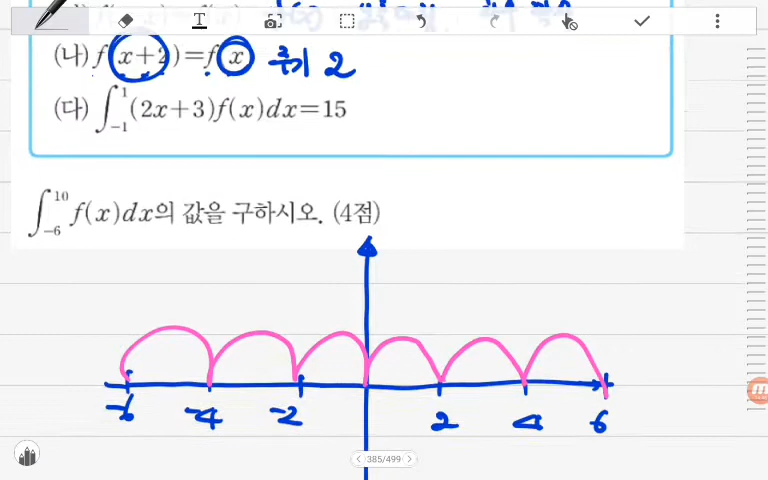 (나) f(x+2)=f(x) 주기 2
(다) ∫_{-1}^{1}(2x+3)f(x)dx=15
∫_{-6}^{10} f(x)dx의 값을 구하시오. (4점)
-6 -4 -2 2 4 6
385/499